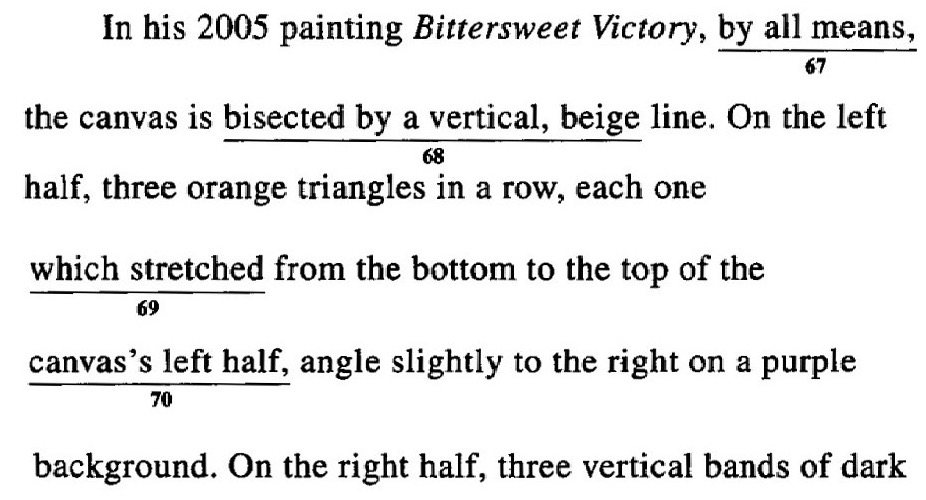 In his 2005 painting Bittersweet Victory, by all means,
67
the canvas is bisected by a vertical, beige line. On the left
68
half, three orange triangles in a row, each one
which stretched from the bottom to the top of the
69
canvas's left half, angle slightly to the right on a purple
70
background. On the right half, three vertical bands of dark